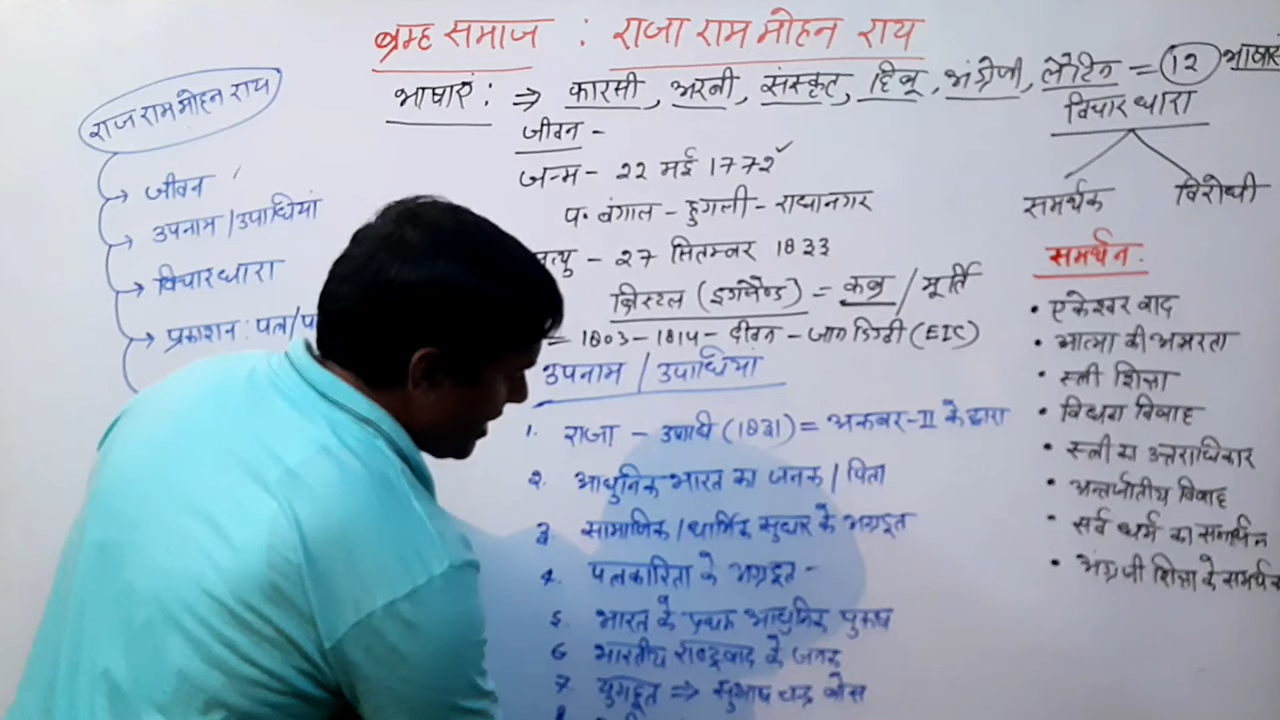 ब्रम्ह समाज : राजा राम मोहन राय
भाषाएं : ⇒ फारसी, अरबी, संस्कृत, हिब्रू, अंग्रेजी, लैटिन = 12 भाषाएं
राजा राम मोहन राय
→ जीवन
→ उपनाम / उपाधियां
→ विचारधारा
→ प्रकाशन :
जीवन -
जन्म - 22 मई 1772
प. बंगाल - हुगली - राधानगर
त्यु - 27 सितम्बर 1833
ब्रिस्टल (इंग्लैण्ड) = कब्र / मूर्ति
= 1803 - 1814 - दीवान - (EIC)
उपनाम / उपाधियां
1. राजा - उपाधी (1831) = अकबर - II के द्वारा
2. आधुनिक भारत का जनक / पिता
3. सामाजिक / धार्मिक सुधार के अग्रदूत
4. पत्रकारिता के अग्रदूत -
5. भारत के प्रथम आधुनिक पुरुष
6 भारतीय राष्ट्रवाद के जनक
7. युगदूत ⇒ सुभाष चन्द्र बोस
8
विचारधारा
समर्थक विरोधी
समर्थन.
• एकेश्वर वाद
• आत्मा की अमरता
• स्त्री शिक्षा
• विधवा विवाह
• स्त्री का उत्तराधिकार
• अन्तर्जातीय विवाह
• सर्व धर्म का समर्थन
• अंग्रेजी शिक्षा के समर्थक